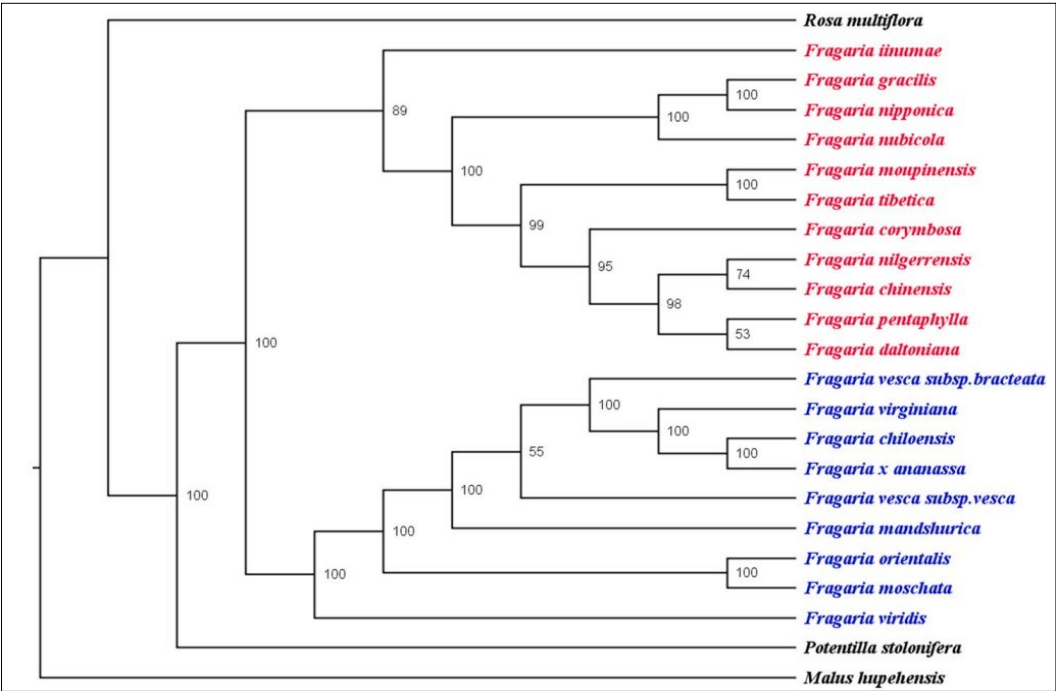 Rosa multiflora
Fragaria iinumae
Fragaria gracilis
100
Fragaria nipponica
89
100
Fragaria nubicola
Fragaria moupinensis
100
100
Fragaria tibetica
99
Fragaria corymbosa
Fragaria nilgerrensis
95
74
Fragaria chinensis
98
Fragaria pentaphylla
53
100
Fragaria daltoniana
Fragaria vesca subsp.bracteata
100
Fragaria virginiana
100
Fragaria chiloensis
55
100
Fragaria x ananassa
100
100
Fragaria vesca subsp.vesca
Fragaria mandshurica
100
Fragaria orientalis
100
100
Fragaria moschata
Fragaria viridis
Potentilla stolonifera
Malus hupehensis